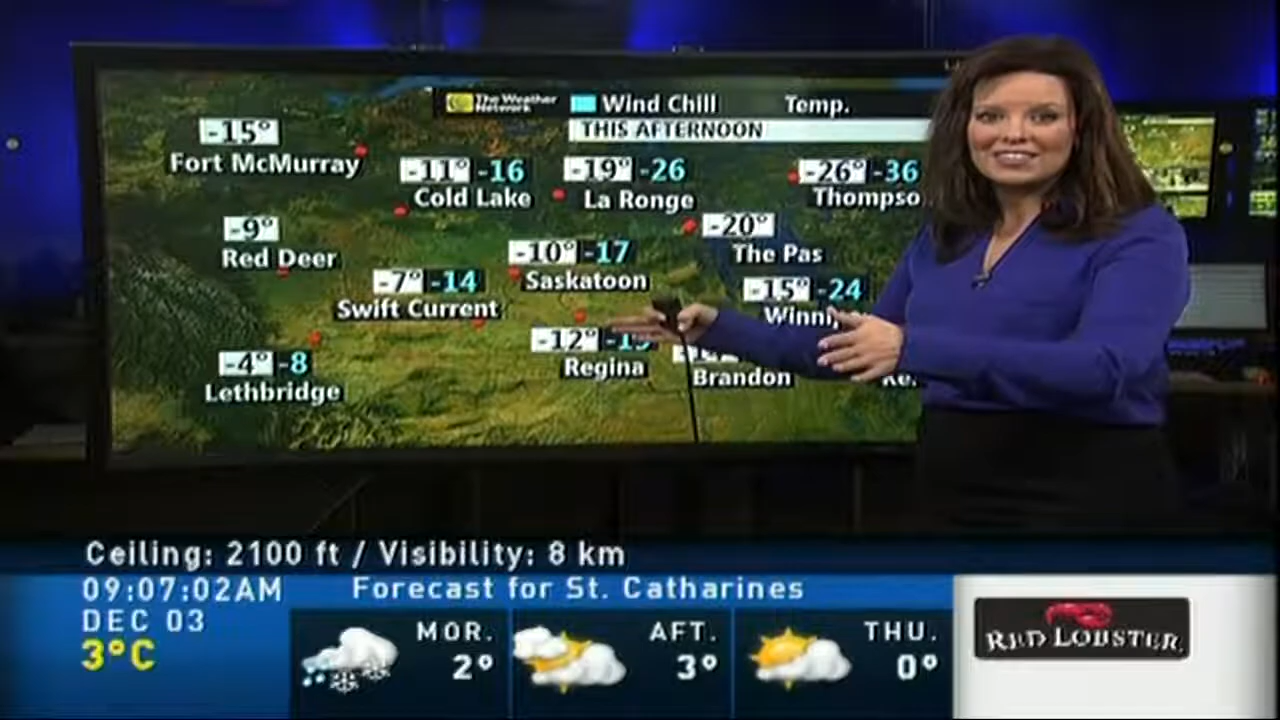 The Weather Network
Wind Chill Temp.
THIS AFTERNOON
-15°
Fort McMurray
-11° -16
Cold Lake
-19° -26
La Ronge
-26° -36
Thompso
-9°
Red Deer
-20°
The Pas
-10° -17
Saskatoon
-7° -14
Swift Current
-15° -24
Winni
-12°
Regina
Brandon
-4° -8
Lethbridge
Ceiling: 2100 ft / Visibility: 8 km
09:07:02AM
Forecast for St. Catharines
DEC 03
3°C
MOR.
2°
AFT.
3°
THU.
0°
RED LOBSTER